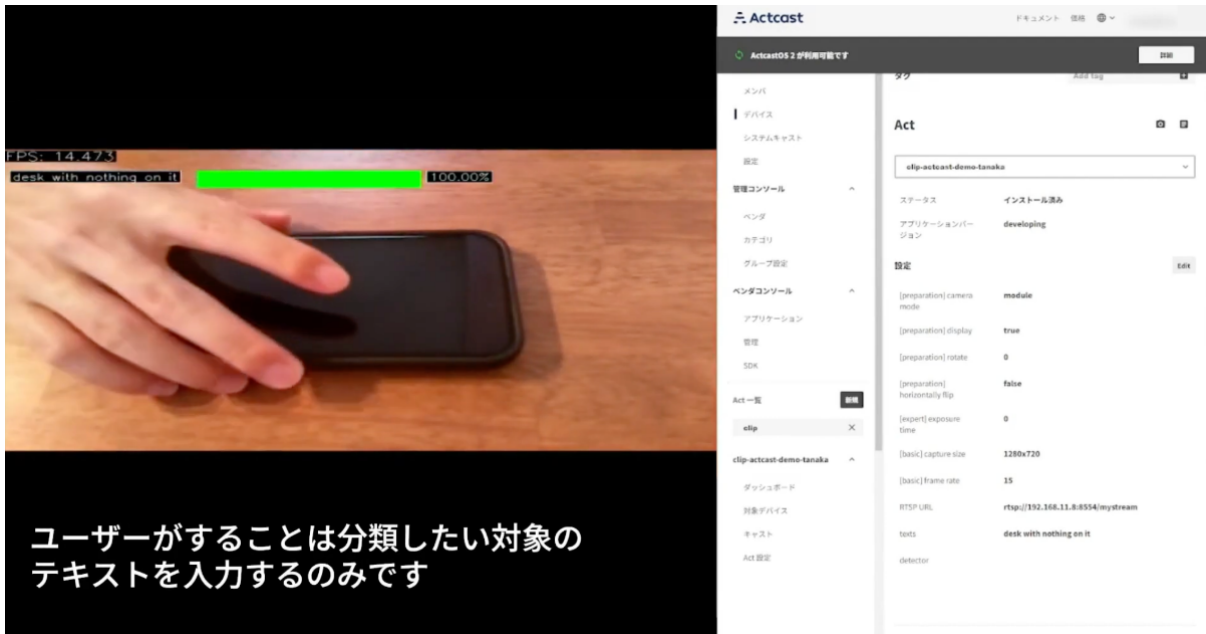 FPS: 14.473
desk with nothing on it 100.00%
ユーザーがすることは分類したい対象の
テキストを入力するのみです
Actcast
ドキュメント 価格
ActcastOS 2 が利用可能です
詳細
メンバ
デバイス
システムキャスト
設定
管理コンソール
ベンダ
カテゴリ
グループ設定
ベンダコンソール
アプリケーション
管理
SDK
Act 一覧
新規
clip
clip-actcast-demo-tanaka
ダッシュボード
対象デバイス
キャスト
Act 設定
タグ
Add tag
Act
clip-actcast-demo-tanaka
ステータス インストール済み
アプリケーションバー developing
ジョン
設定
Edit
[preparation] camera module
mode
[preparation] display true
[preparation] rotate 0
[preparation] false
horizontally flip
[expert] exposure 0
time
[basic] capture size 1280x720
[basic] frame rate 15
RTSP URL rtsp://192.168.11.8:8554/mystream
texts desk with nothing on it
detector